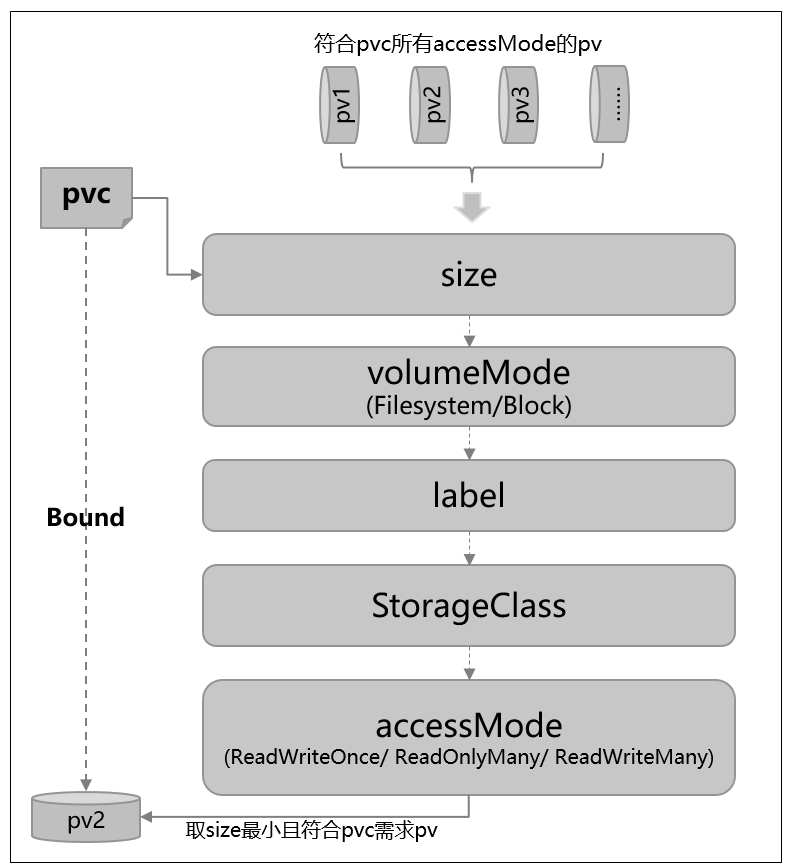 符合pvc所有accessMode的pv
pv1
pv2
pv3
......
pvc
size
volumeMode
(Filesystem/Block)
label
Bound
StorageClass
accessMode
(ReadWriteOnce/ ReadOnlyMany/ ReadWriteMany)
pv2
取size最小且符合pvc需求pv